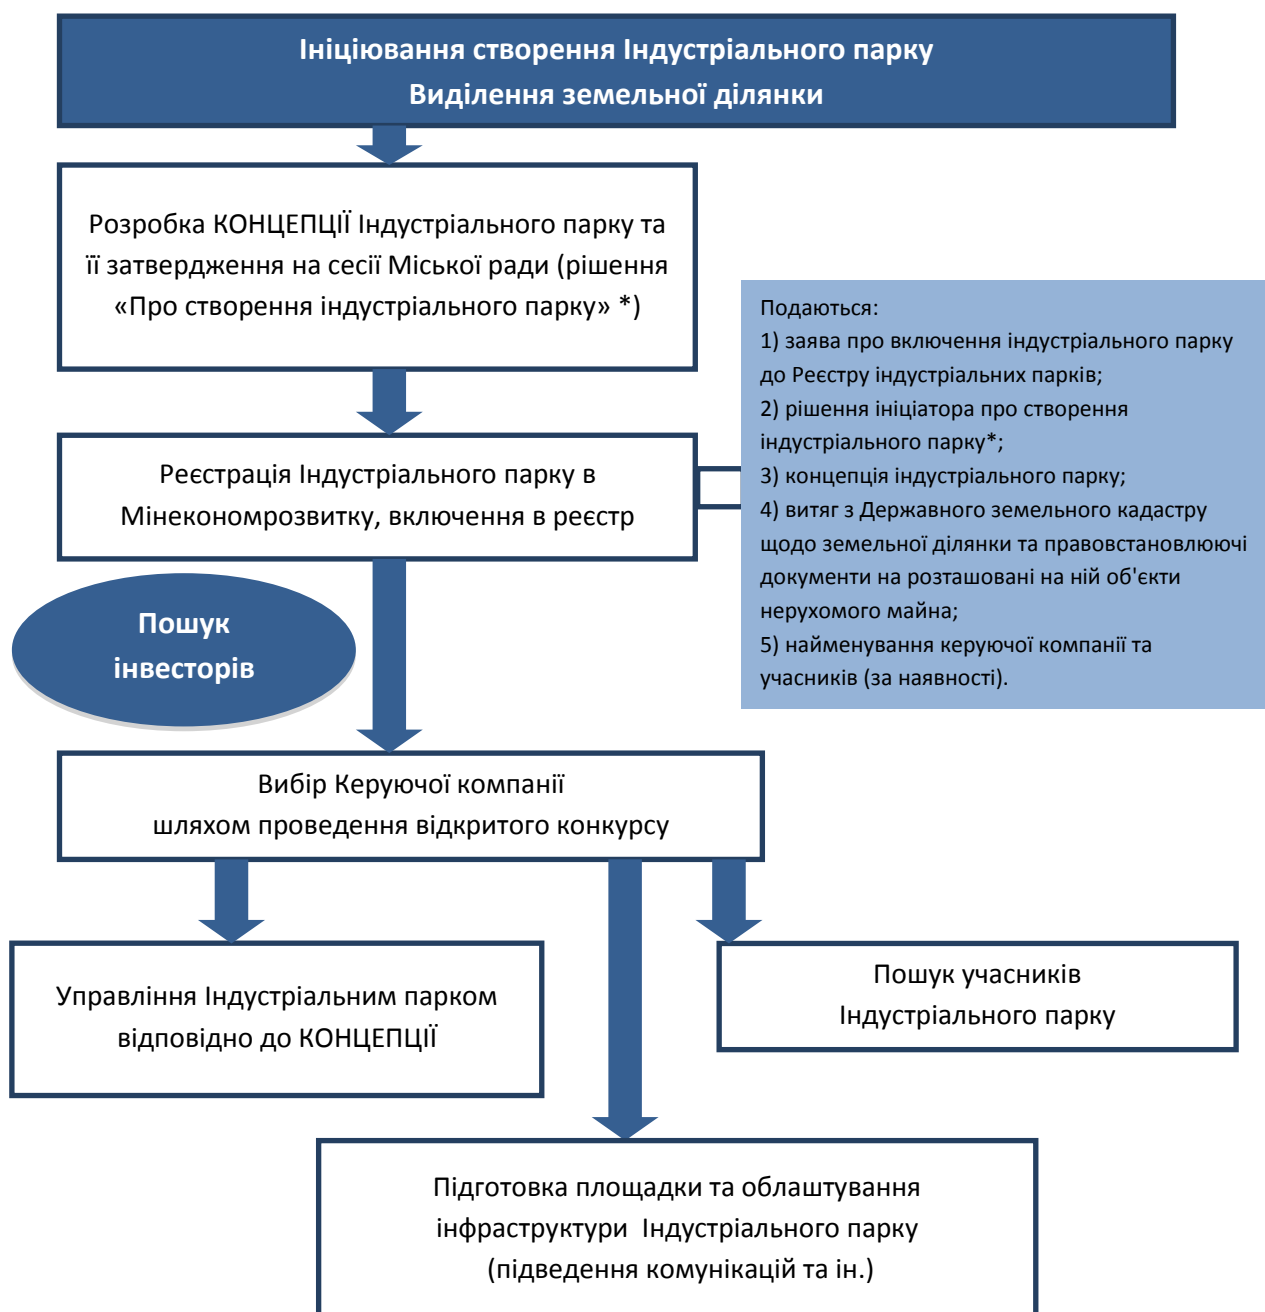 Ініціювання створення Індустріального парку
Виділення земельної ділянки
Розробка КОНЦЕПЦІЇ Індустріального парку та
її затвердження на сесії Міської ради (рішення
«Про створення індустріального парку» *)
Подаються:
1) заява про включення індустріального парку
до Реєстру індустріальних парків;
2) рішення ініціатора про створення
індустріального парку*;
3) концепція індустріального парку;
4) витяг з Державного земельного кадастру
щодо земельної ділянки та правовстановлюючі
документи на розташовані на ній об'єкти
нерухомого майна;
5) найменування керуючої компанії та
учасників (за наявності).
Реєстрація Індустріального парку в
Мінекономрозвитку, включення в реєстр
Пошук
інвесторів
Вибір Керуючої компанії
шляхом проведення відкритого конкурсу
Управління Індустріальним парком
відповідно до КОНЦЕПЦІЇ
Пошук учасників
Індустріального парку
Підготовка площадки та облаштування
інфраструктури Індустріального парку
(підведення комунікацій та ін.)